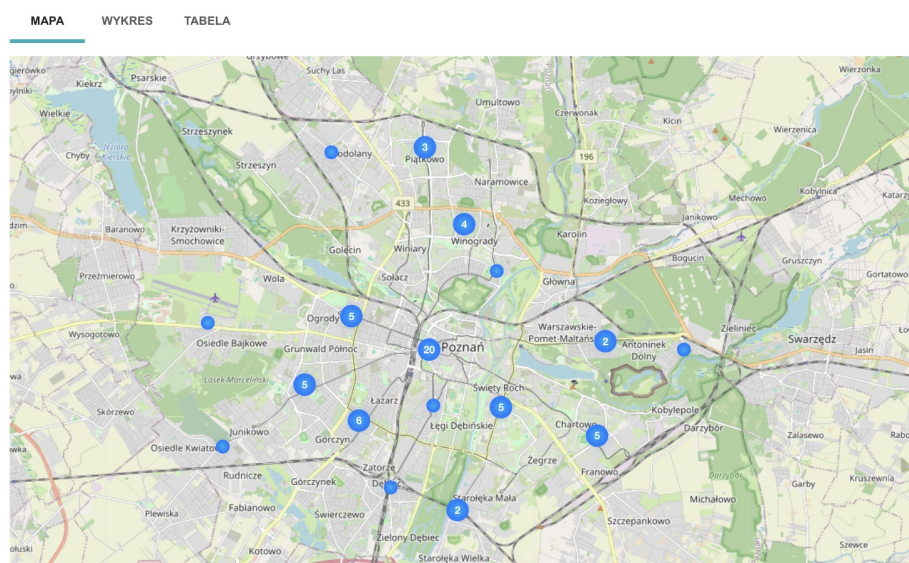 MAPA WYKRES TABELA
Suchy Las
Psarskie
Kiekrz
Wierzonka
Umultowo
Wielkie
Czerwonak
Kicin
Wierzenica
Strzeszynek
Jezioro Kierskie
Chyby
196
3
Piątkowo
Strzeszyn
Naramowice
Kobylnica
Mechowo
Koziegłowy
433
Janikowo
4
Baranowo
Krzyżowniki-
Smochowice
Karolin
Winogrady
Golęcin
Winiary
Bogucin
Gruszczyn
Przeźmierowo
Wola
Sołacz
Główna
Gortatowo
Ogrody
5
Warszawskie-
Pomet-Maltańskie
Zieliniec
Wysogotowo
Osiedle Bajkowe
Grunwald Północ
20
Poznań
2
Antoninek
Dolny
Swarzędz
Jasin
Lasek Marceliński
5
Święty Roch
Łazarz
5
Skórzewo
Kobylepole
6
Łęgi Dębińskie
Chartowo
Darzybór
Junikowo
Górczyn
5
Zalasewo
Osiedle Kwiatowe
Żegrze
Franowo
Zatorze
Rudnicze
Górczynek
Darzybór
Garby
Kruszewnia
Starołęka Mała
Michałowo
Fabianowo
2
Plewiska
Świerczewo
Szczepankowo
Zielony Dębiec
Szewce
Kotowo
Starołęka Wielka